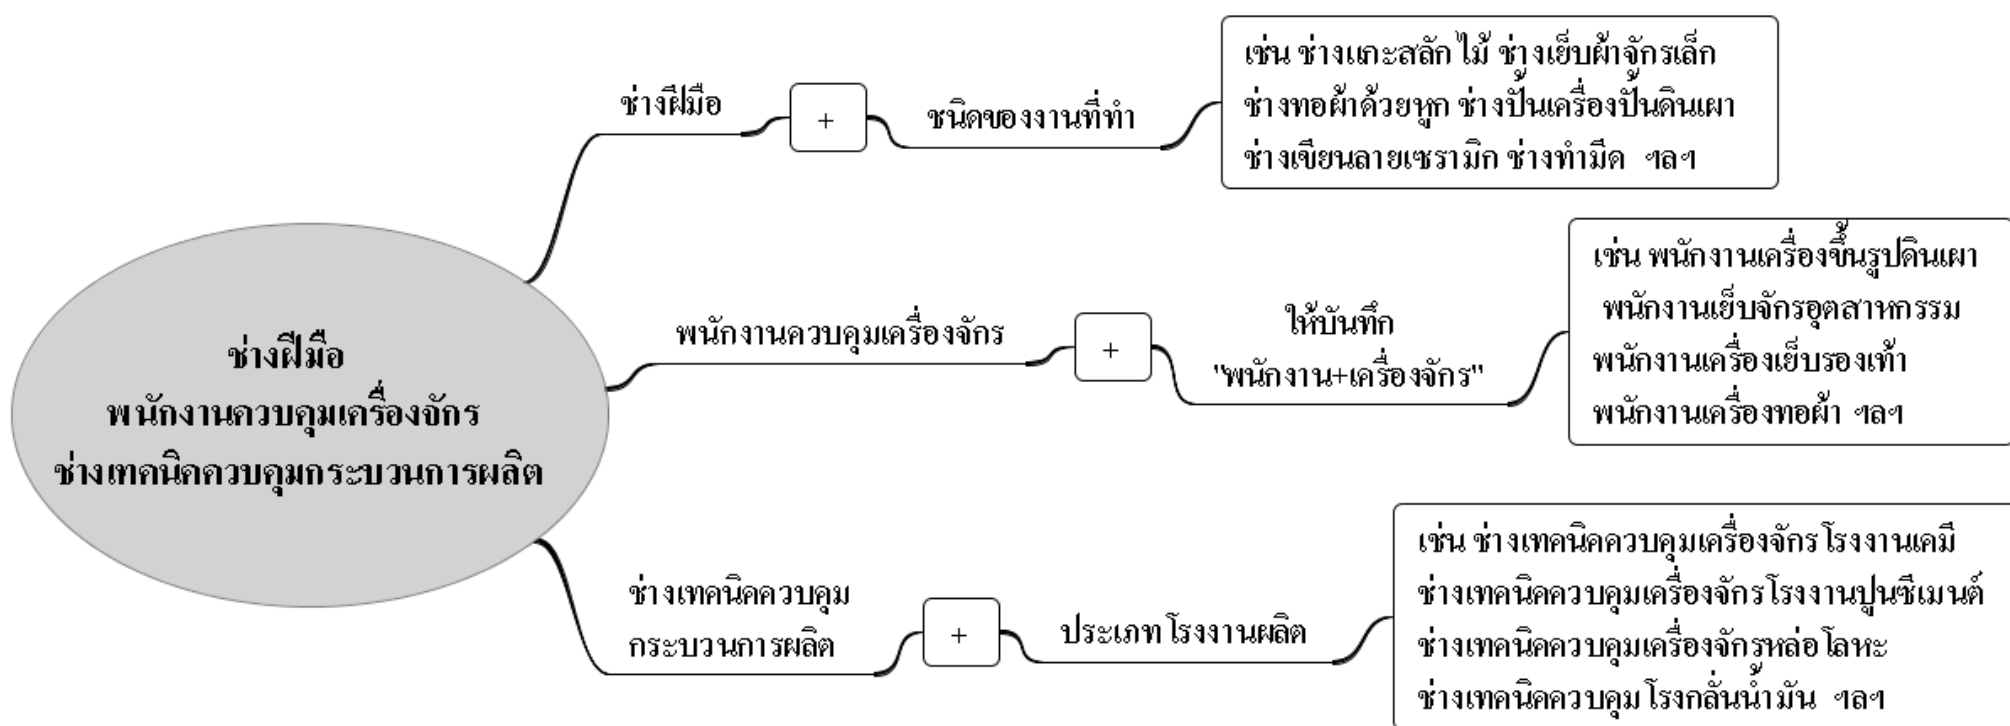 ช่างฝีมือ
พนักงานควบคุมเครื่องจักร
ช่างเทคนิคควบคุมกระบวนการผลิต
ช่างฝีมือ
+
ชนิดของงานที่ทำ
เช่น ช่างแกะสลักไม้ ช่างเย็บผ้าจักรเล็ก
ช่างทอผ้าด้วยหูก ช่างปั้นเครื่องปั้นดินเผา
ช่างเขียนลายเซรามิก ช่างทำมีด ฯลฯ
พนักงานควบคุมเครื่องจักร
+
ให้บันทึก
"พนักงาน+เครื่องจักร"
เช่น พนักงานเครื่องขึ้นรูปดินเผา
พนักงานเย็บจักรอุตสาหกรรม
พนักงานเครื่องเย็บรองเท้า
พนักงานเครื่องทอผ้า ฯลฯ
ช่างเทคนิคควบคุม
กระบวนการผลิต
+
ประเภทโรงงานผลิต
เช่น ช่างเทคนิคควบคุมเครื่องจักรโรงงานเคมี
ช่างเทคนิคควบคุมเครื่องจักรโรงงานปูนซีเมนต์
ช่างเทคนิคควบคุมเครื่องจักรหล่อโลหะ
ช่างเทคนิคควบคุมโรงกลั่นน้ำมัน ฯลฯ